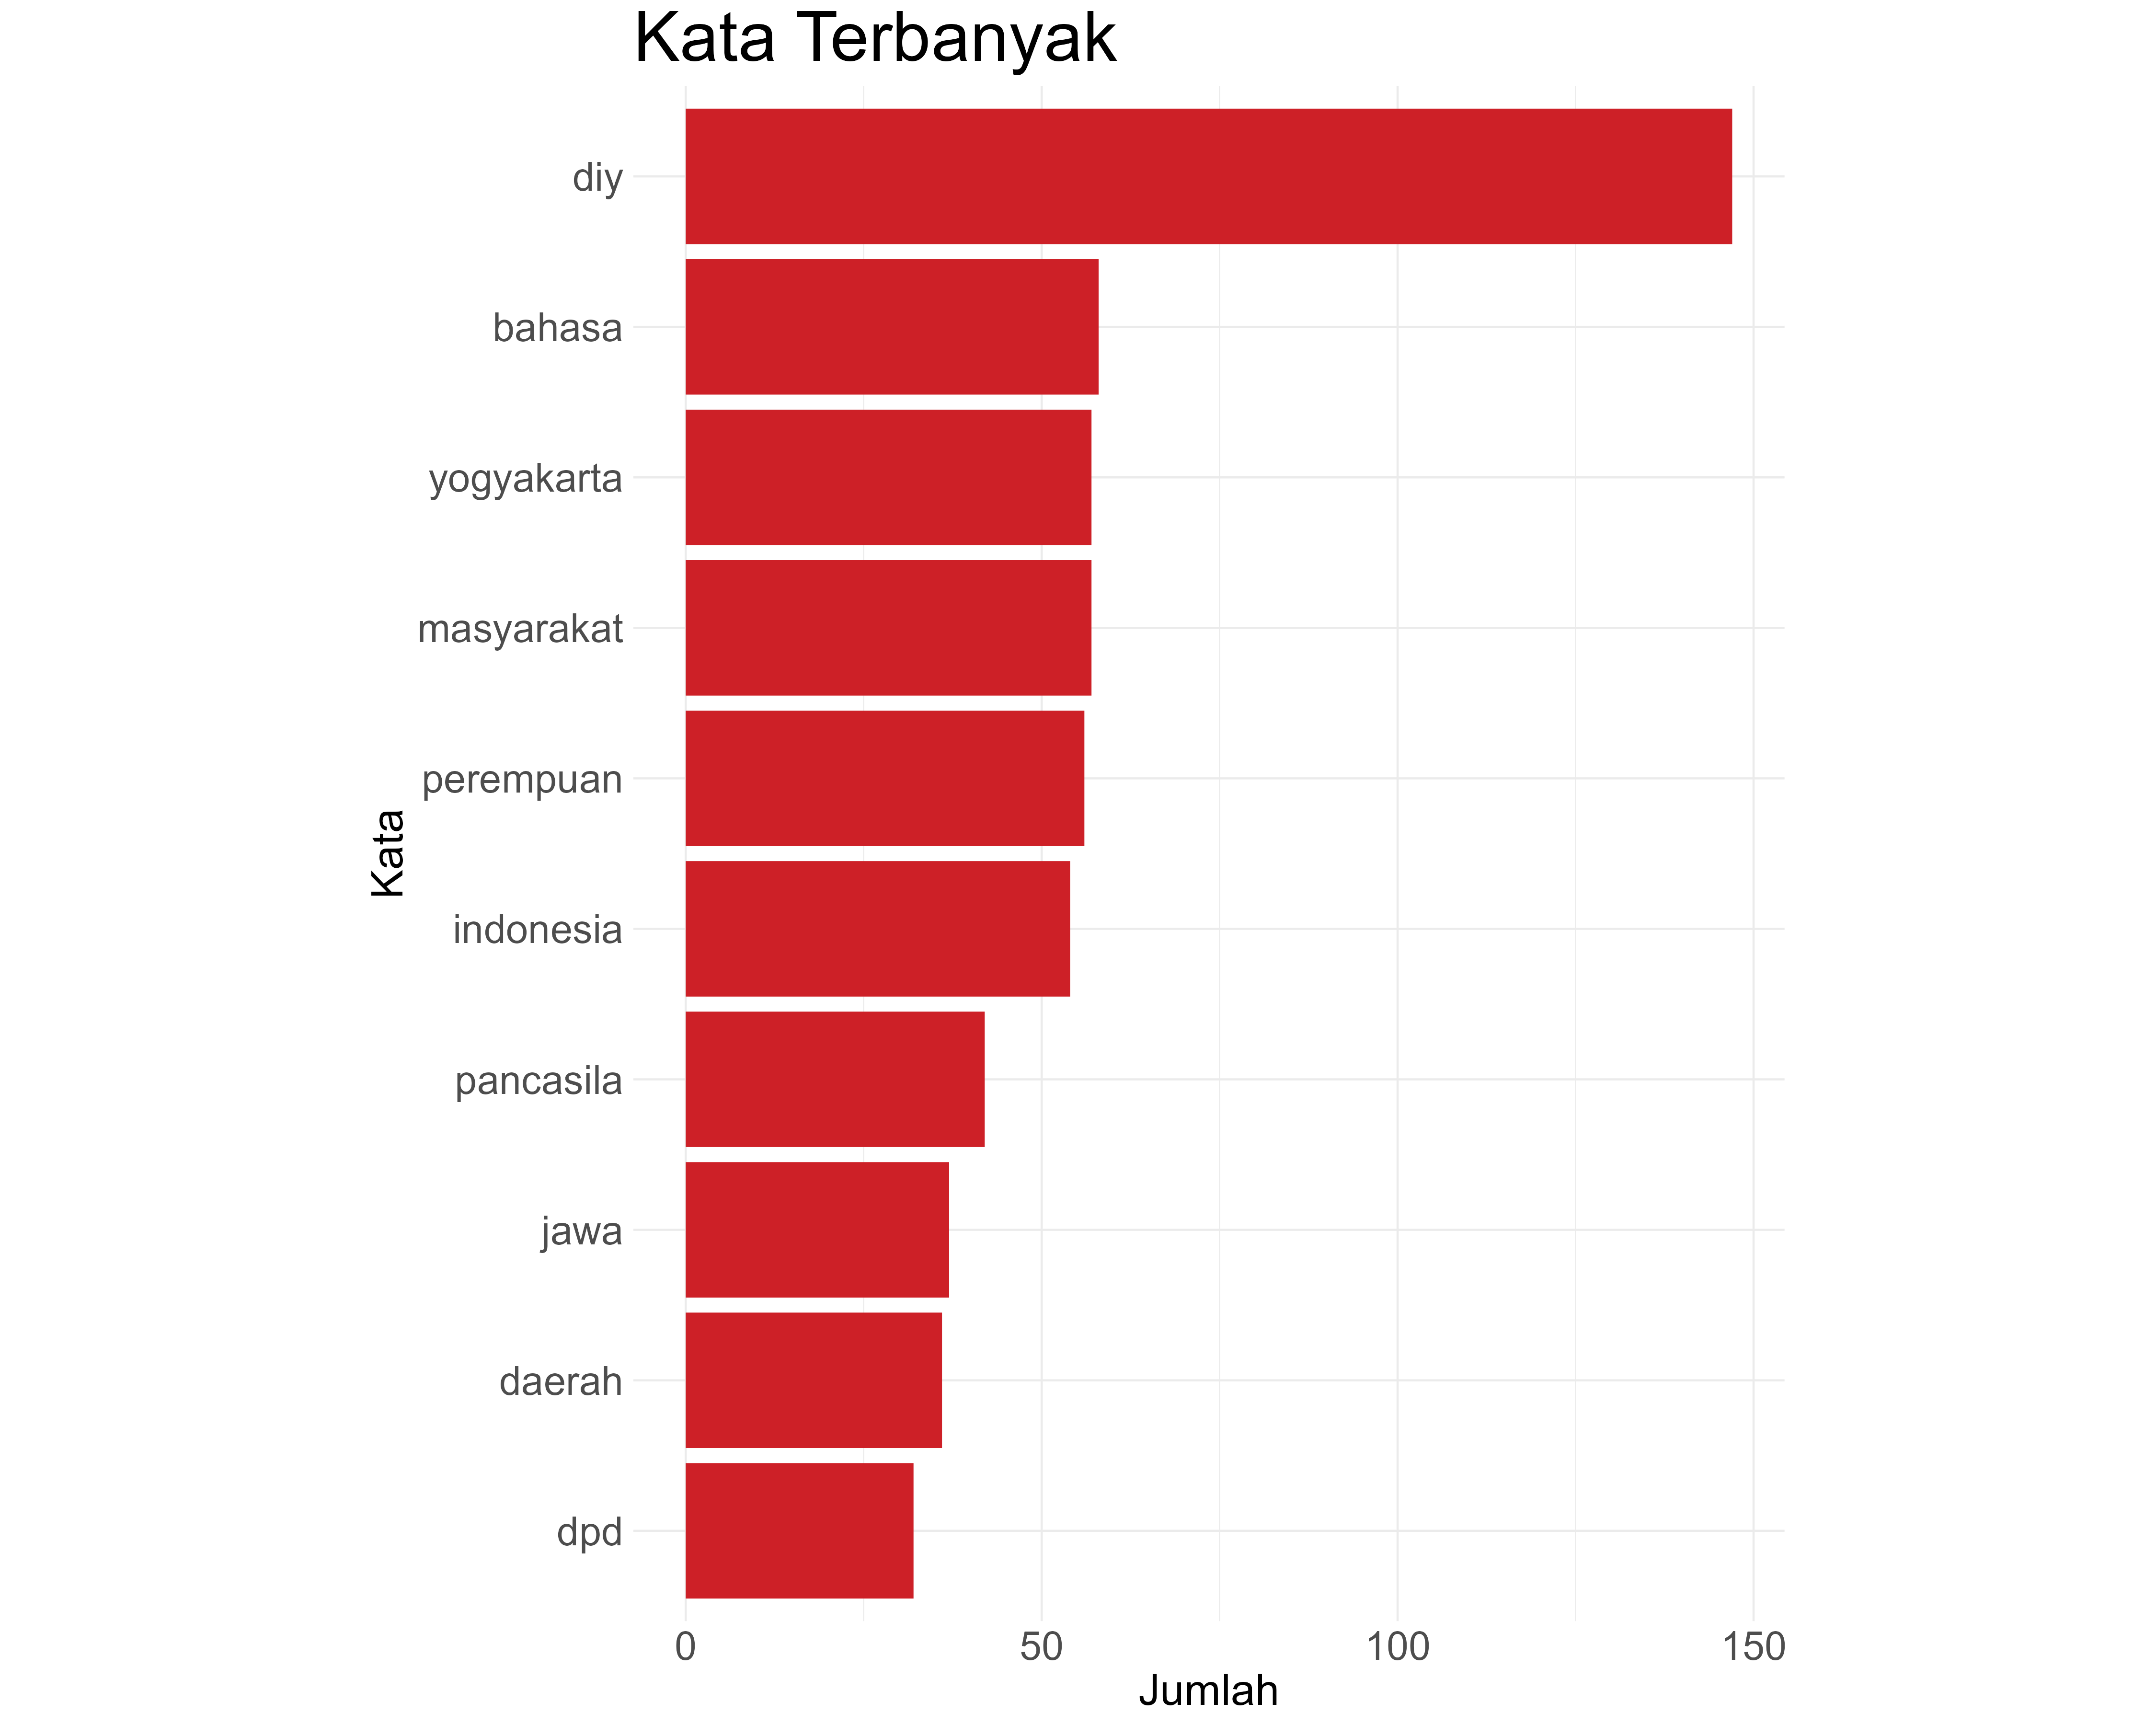 Kata Terbanyak
diy
bahasa
yogyakarta
masyarakat
perempuan
Kata
indonesia
pancasila
jawa
daerah
dpd
0 50 100 150
Jumlah